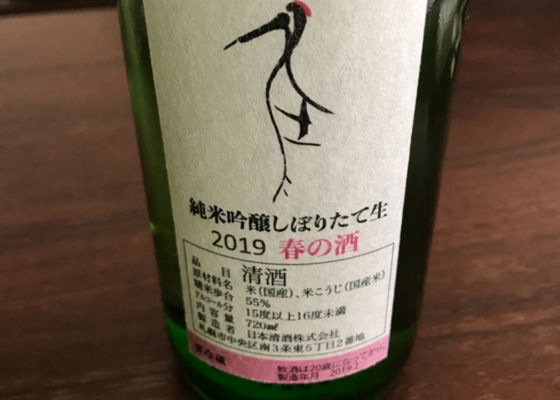 純米吟醸しぼりたて生
2019 春の酒
品目 清酒
原材料名 米(国産)、米こうじ(国産米)
精米歩合 55%
アルコール分 15度以上16度未満
内容量 720㎖
製造者 日本清酒株式会社
札幌市中央区南3条東5丁目2番地
要冷蔵
飲酒は20歳になってから
製造年月 2019.2